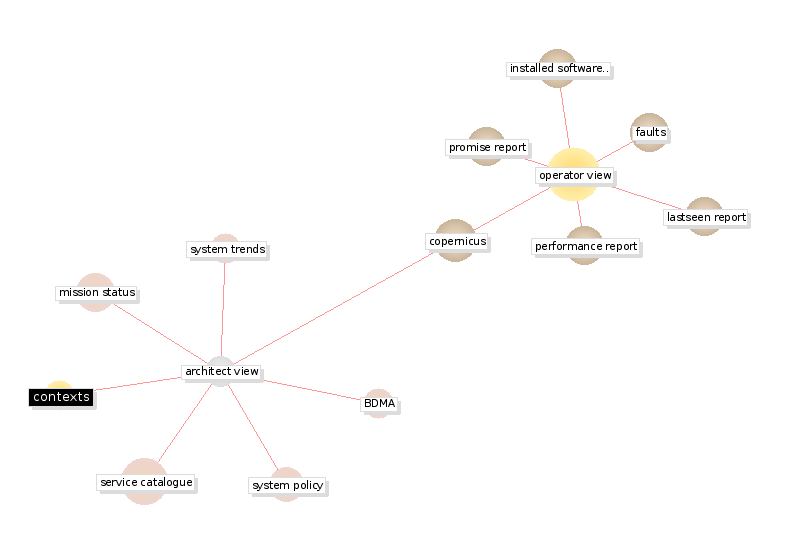 installed software..
faults
promise report
operator view
lastseen report
copernicus
performance report
system trends
mission status
architect view
contexts
BDMA
service catalogue
system policy